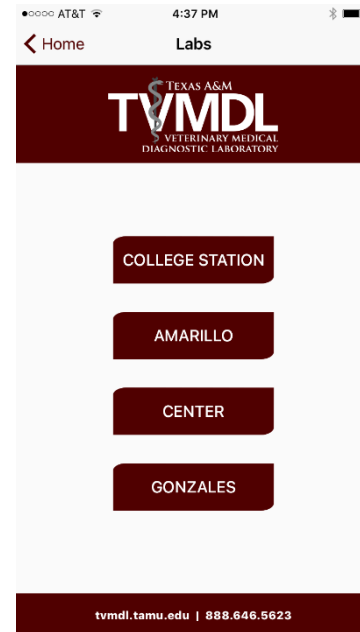 AT&T 4:37 PM
Home Labs
TEXAS A&M
TVMDL
VETERINARY MEDICAL
DIAGNOSTIC LABORATORY
COLLEGE STATION
AMARILLO
CENTER
GONZALES
tvmdl.tamu.edu | 888.646.5623